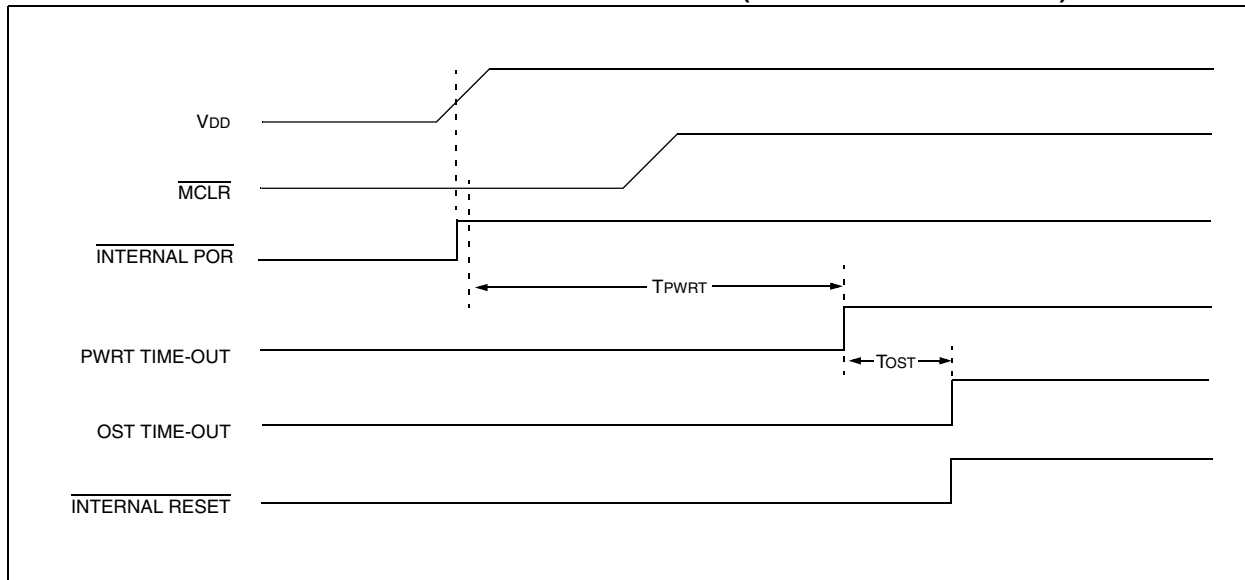 VDD
MCLR
INTERNAL POR
TPWRT
PWRT TIME-OUT
TOST
OST TIME-OUT
INTERNAL RESET